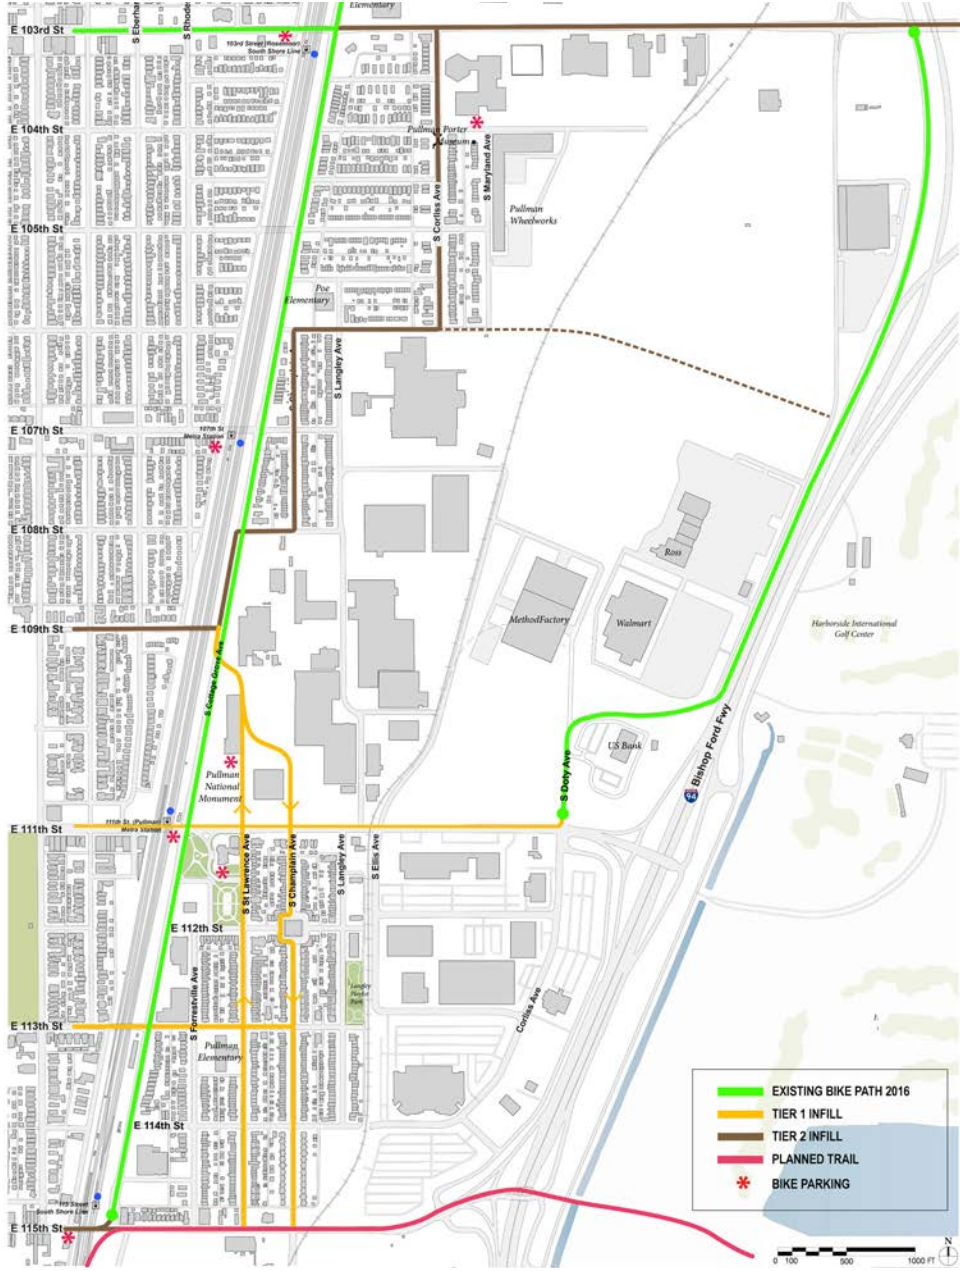 Elementary
E 103rd St
S Eberhar
S Rhodes
103rd Street (Rosemoor)
South Shore Line
E 104th St
Pullman Porter
Museum
S Maryland Ave
S Corliss Ave
Pullman
Wheelworks
E 105th St
Poe
Elementary
S Langley Ave
E 107th St
107th St
Metra Station
E 108th St
Ross
MethodFactory
Walmart
E 109th St
Harborside International
Golf Center
S Cottage Grove Ave
Bishop Ford Fwy
94
US Bank
Pullman
National
Monument
S Doty Ave
111th St. (Pullman)
Metra Station
E 111th St
S St Lawrence Ave
S Champlain Ave
S Langley Ave
S Ellis Ave
E 112th St
S Forrestville Ave
Langley
Playlot
Park
Corliss Ave
E 113th St
Pullman
Elementary
E 114th St
EXISTING BIKE PATH 2016
TIER 1 INFILL
TIER 2 INFILL
PLANNED TRAIL
BIKE PARKING
115 Street
South Shore Line
E 115th St
N
0 100 500 1000 FT